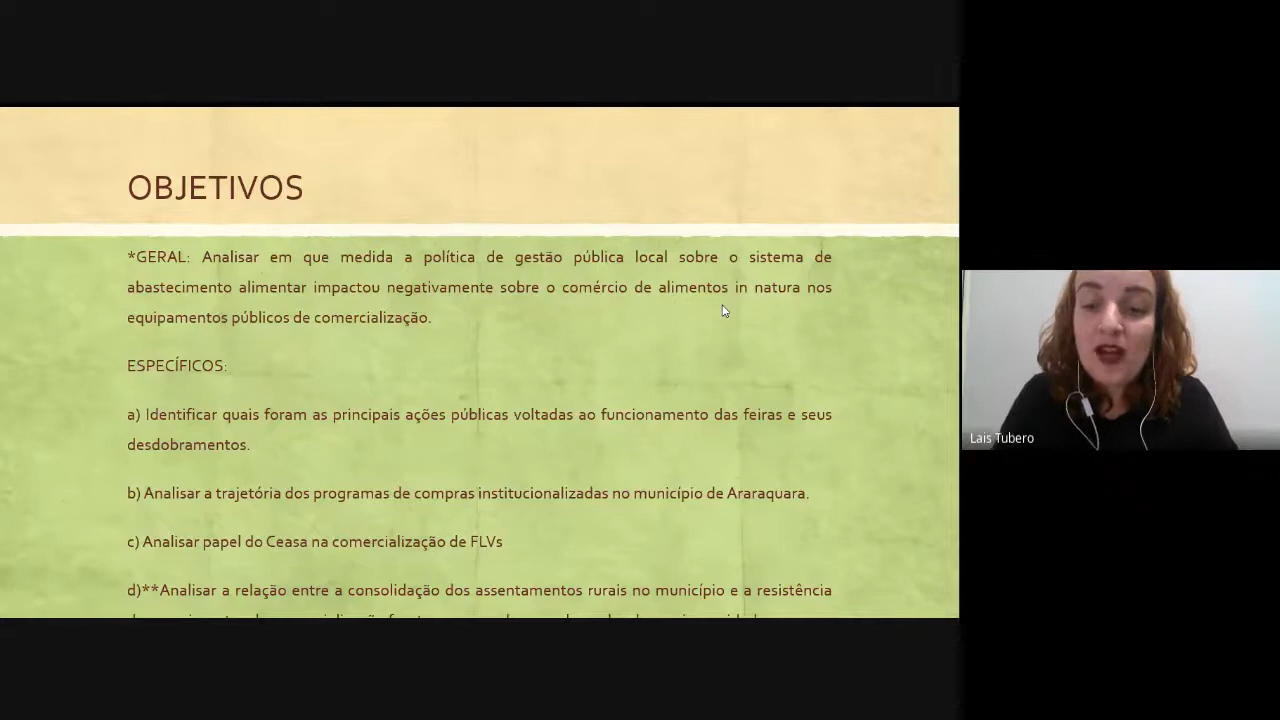 OBJETIVOS
*GERAL: Analisar em que medida a política de gestão pública local sobre o sistema de
abastecimento alimentar impactou negativamente sobre o comércio de alimentos in natura nos
equipamentos públicos de comercialização.
ESPECÍFICOS:
a) Identificar quais foram as principais ações públicas voltadas ao funcionamento das feiras e seus
desdobramentos.
b) Analisar a trajetória dos programas de compras institucionalizadas no município de Araraquara.
c) Analisar papel do Ceasa na comercialização de FLVs
d)**Analisar a relação entre a consolidação dos assentamentos rurais no município e a resistência
Lais Tubero